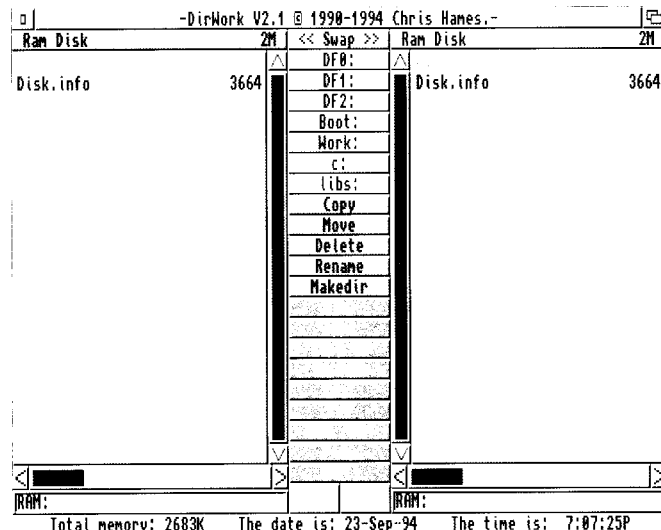 -DirWork V2.1 © 1990-1994 Chris Hames.-
Ram Disk 2M << Swap >> Ram Disk 2M
DF0:
Disk.info 3664 DF1: Disk.info 3664
DF2:
Boot:
Work:
c:
libs:
Copy
Move
Delete
Rename
Makedir
RAM: RAM:
Total memory: 2683K The date is: 23-Sep-94 The time is: 7:07:25P